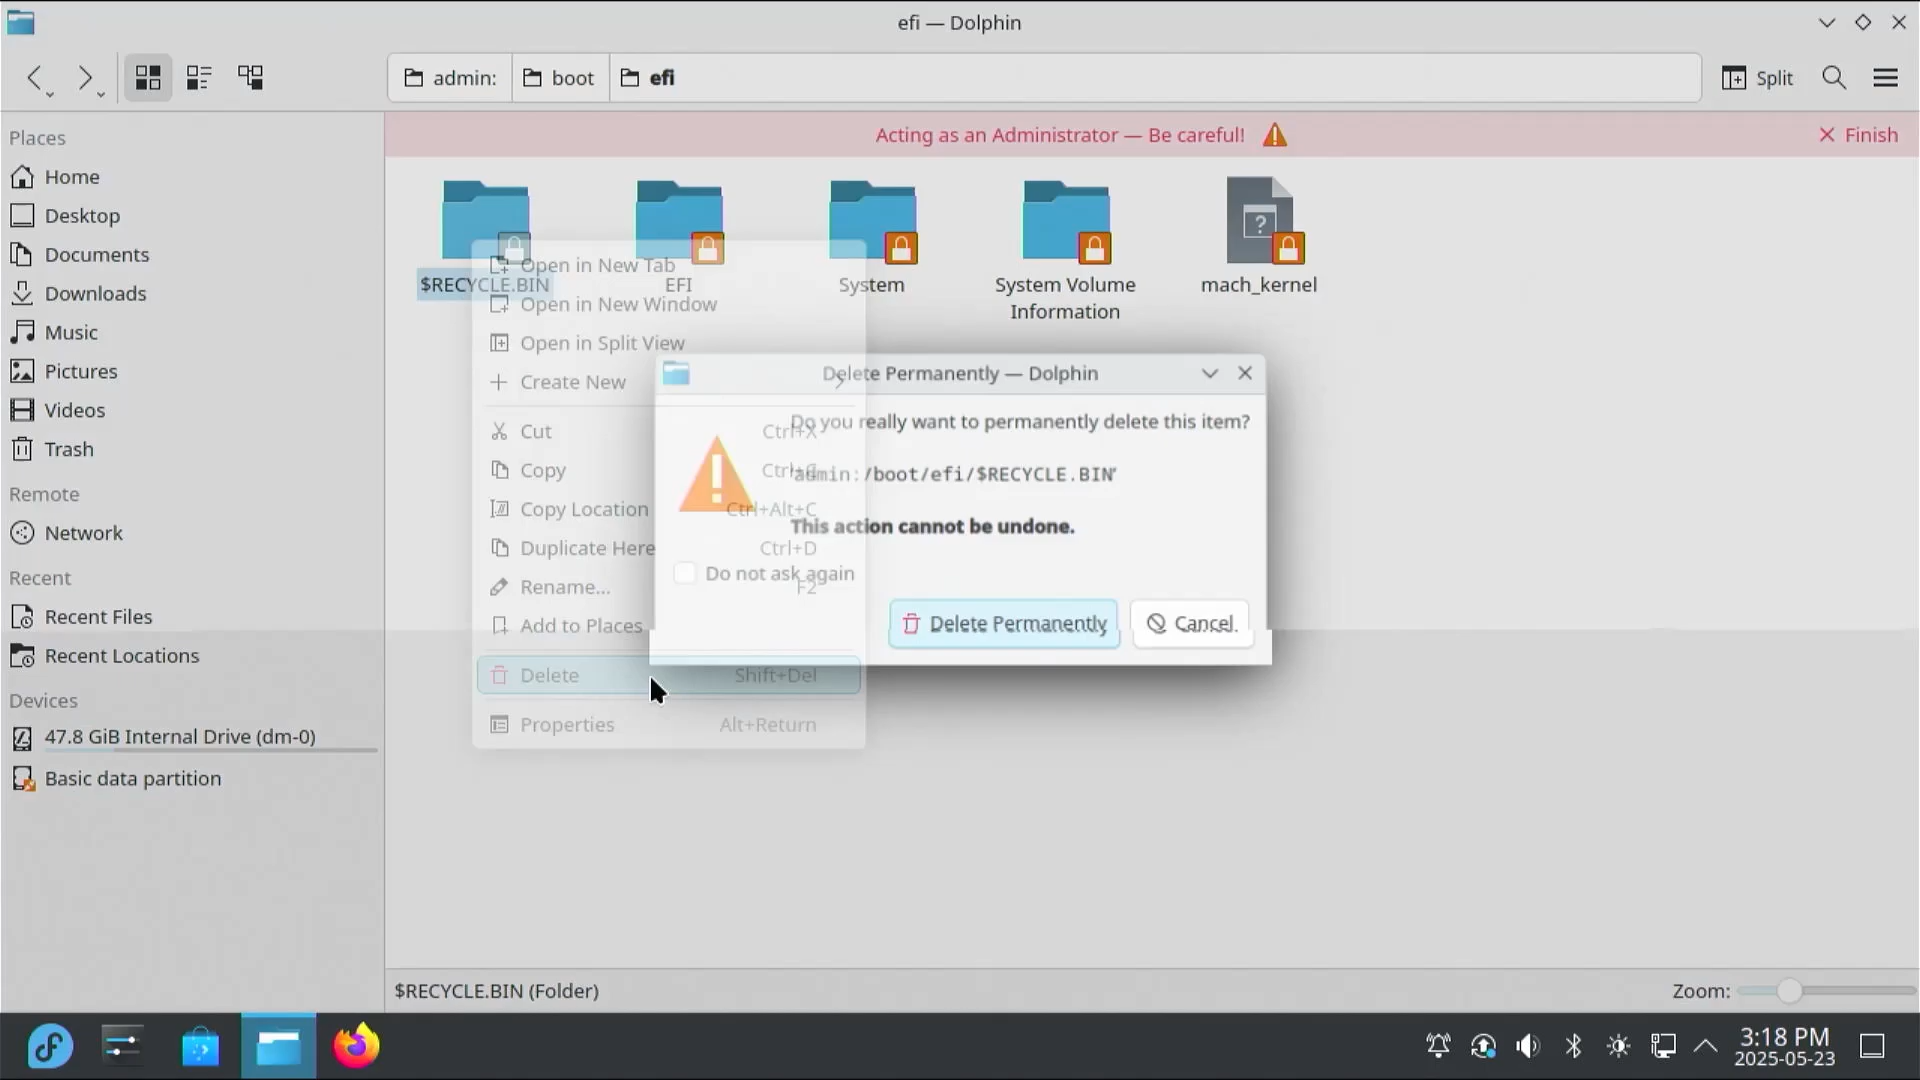 efi — Dolphin
admin:
boot
efi
Split
Places
Home
Desktop
Documents
Downloads
Music
Pictures
Videos
Trash
Remote
Network
Recent
Recent Files
Recent Locations
Devices
47.8 GiB Internal Drive (dm-0)
Basic data partition
Acting as an Administrator — Be careful!
Finish
$RECYCLE.BIN
EFI
System
System Volume
Information
mach_kernel
Open in New Tab
Open in New Window
Open in Split View
Create New
Cut Ctrl+X
Copy
Copy Location Ctrl+Alt+C
Duplicate Here Ctrl+D
Rename... F2
Add to Places
Delete Shift+Del
Properties Alt+Return
Delete Permanently — Dolphin
Do you really want to permanently delete this item?
admin:/boot/efi/$RECYCLE.BIN'
This action cannot be undone.
Do not ask again
Delete Permanently
Cancel
$RECYCLE.BIN (Folder)
Zoom:
3:18 PM
2025-05-23